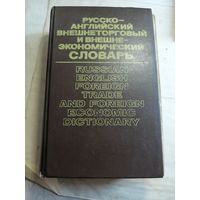 РУССКО-
АНГЛИЙСКИЙ
ВНЕШНЕТОРГОВЫЙ
И ВНЕШНЕ-
ЭКОНОМИЧЕСКИЙ
СЛОВАРЬ
RUSSIAN-
ENGLISH
FOREIGN
TRADE
AND FOREIGN
ECONOMIC
DICTIONARY